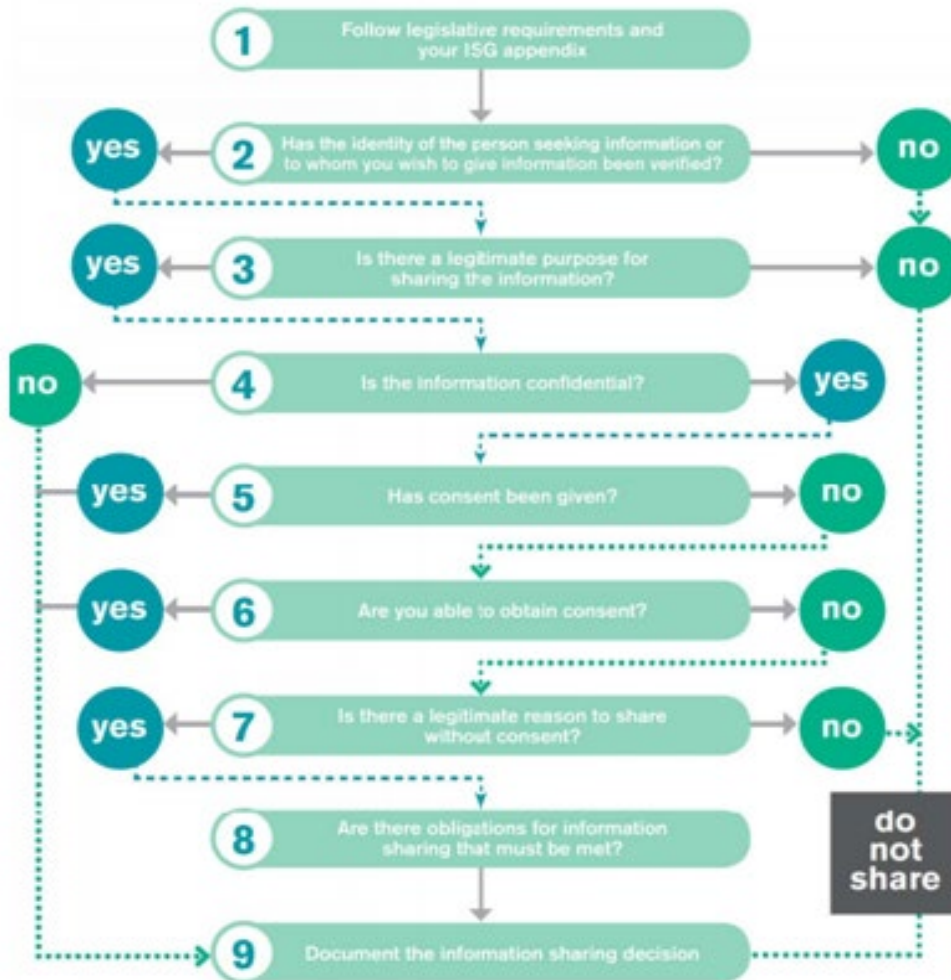 1 Follow legislative requirements and
your ISG appendix
yes 2 Has the identity of the person seeking information or
to whom you wish to give information been verified? no
yes 3 Is there a legitimate purpose for
sharing the information? no
no 4 Is the information confidential? yes
yes 5 Has consent been given? no
yes 6 Are you able to obtain consent? no
yes 7 Is there a legitimate reason to share
without consent? no
8 Are there obligations for information
sharing that must be met?
do
not
share
9 Document the information sharing decision